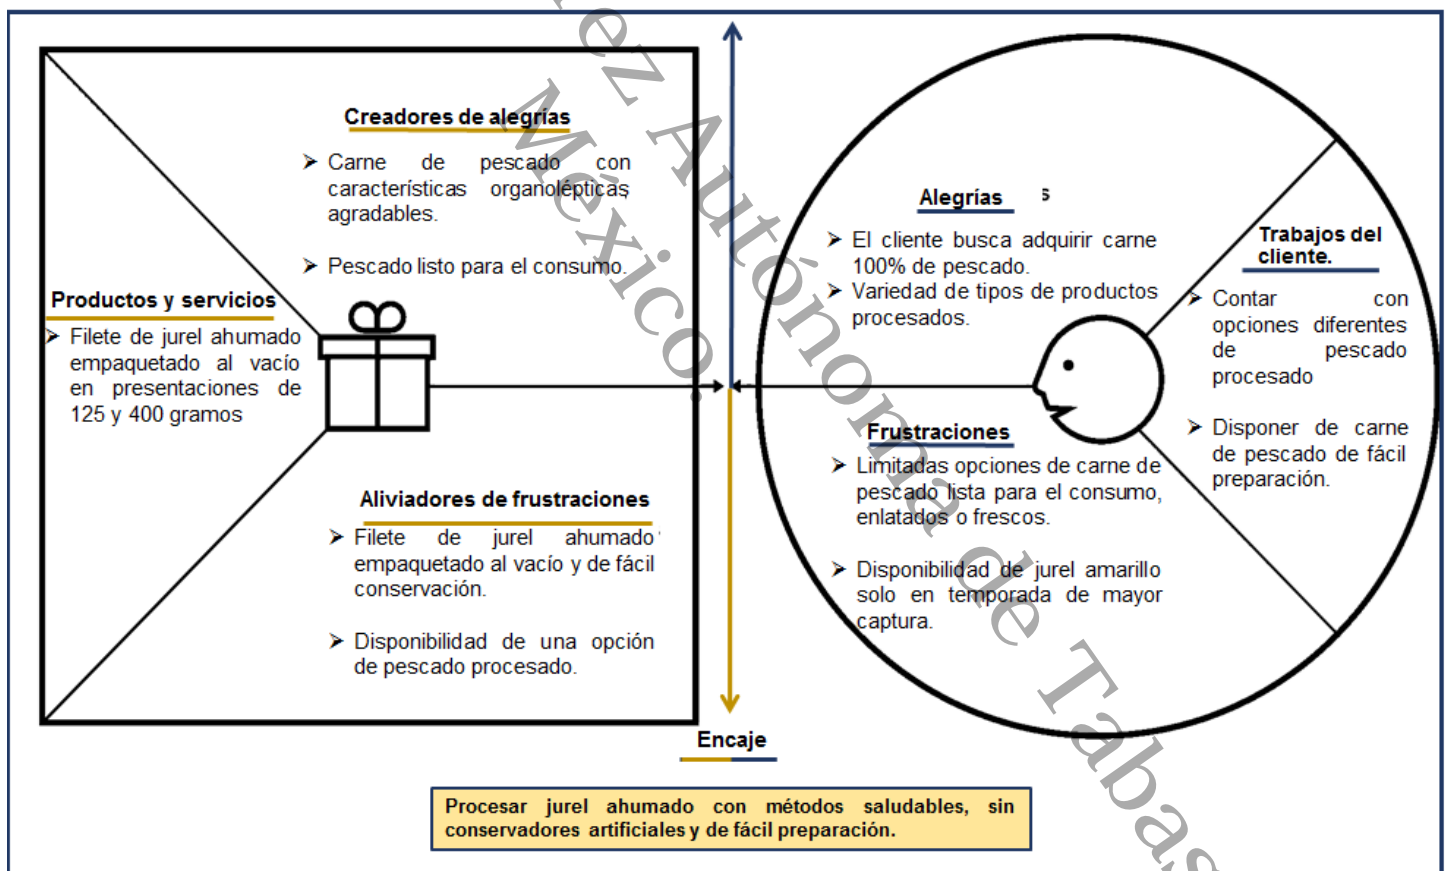 Creadores de alegrías
➢ Carne de pescado con
características organolépticas
agradables.
➢ Pescado listo para el consumo.
Productos y servicios
➢ Filete de jurel ahumado
empaquetado al vacío
en presentaciones de
125 y 400 gramos
Aliviadores de frustraciones
➢ Filete de jurel ahumado
empaquetado al vacío y de fácil
conservación.
➢ Disponibilidad de una opción
de pescado procesado.
Alegrías s
➢ El cliente busca adquirir carne
100% de pescado.
➢ Variedad de tipos de productos
procesados.
Frustraciones
➢ Limitadas opciones de carne de
pescado lista para el consumo,
enlatados o frescos.
➢ Disponibilidad de jurel amarillo
solo en temporada de mayor
captura.
Trabajos del
cliente.
➢ Contar con
opciones diferentes
de pescado
procesado
➢ Disponer de carne
de pescado de fácil
preparación.
Encaje
Procesar jurel ahumado con métodos saludables, sin
conservadores artificiales y de fácil preparación.
ez Autónoma de Tabas
México.